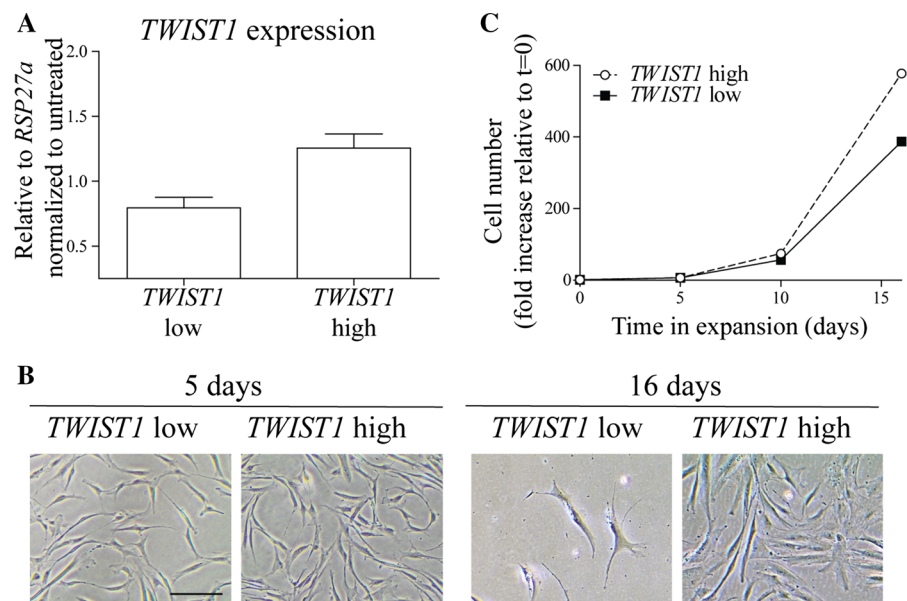 A
TWIST1 expression
Relative to RSP27a
normalized to untreated
2.0
1.5
1.0
0.5
TWIST1
low
TWIST1
high
C
Cell number
(fold increase relative to t=0)
600
400
200
0
TWIST1 high
TWIST1 low
0
5
10
15
Time in expansion (days)
B
5 days
16 days
TWIST1 low
TWIST1 high
TWIST1 low
TWIST1 high